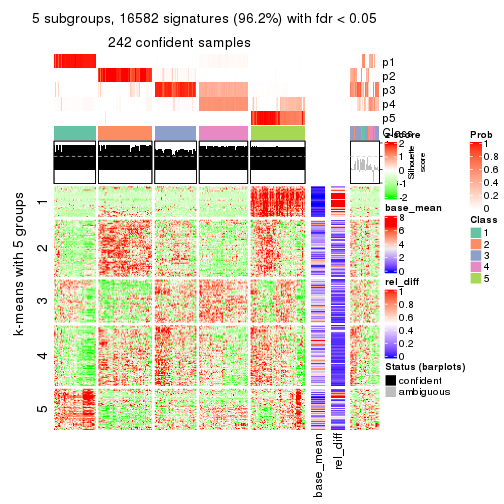 5 subgroups, 16582 signatures (96.2%) with fdr < 0.05
242 confident samples
p1
p2
p3
p4
p5
Class
z-score
2
1
0
-1
-2
Silhouette
score
k-means with 5 groups
1
2
3
4
5
base_mean
rel_diff
base_mean
8
6
4
2
0
rel_diff
1
0.8
0.6
0.4
0.2
0
Status (barplots)
confident
ambiguous
Prob
1
0.8
0.6
0.4
0.2
0
Class
1
2
3
4
5